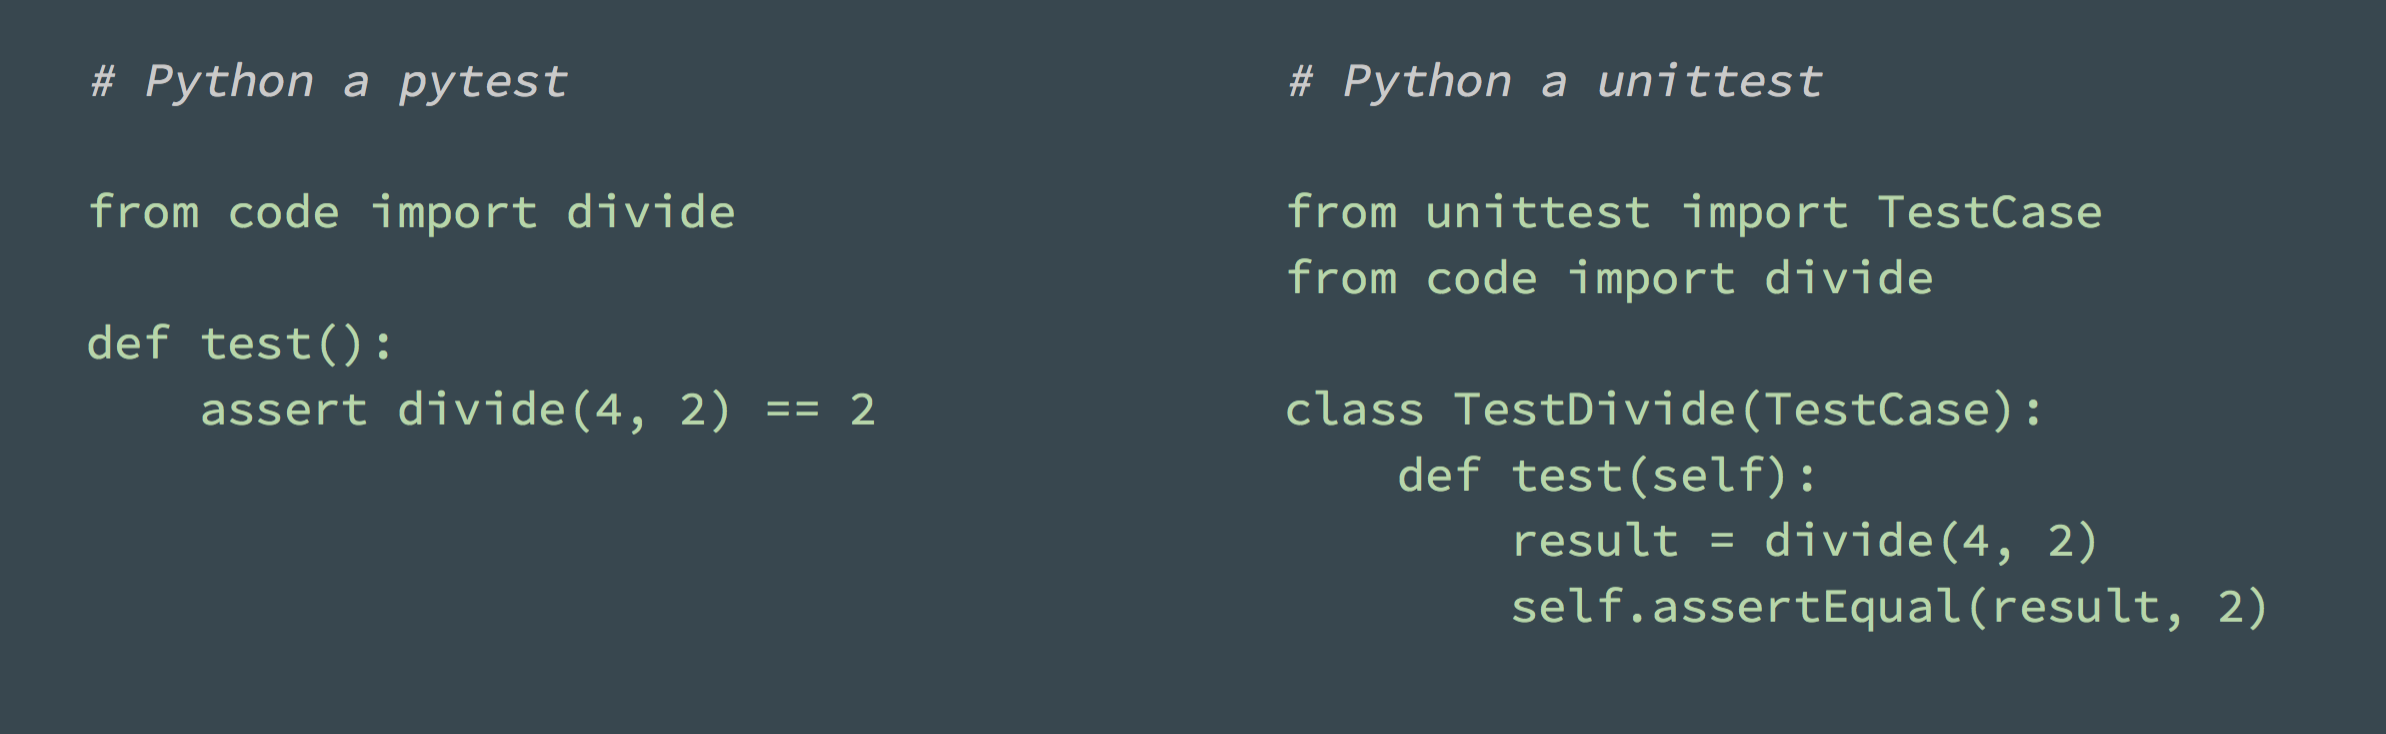 # Python a pytest
from code import divide
def test():
    assert divide(4, 2) == 2
# Python a unittest
from unittest import TestCase
from code import divide
class TestDivide(TestCase):
    def test(self):
        result = divide(4, 2)
        self.assertEqual(result, 2)